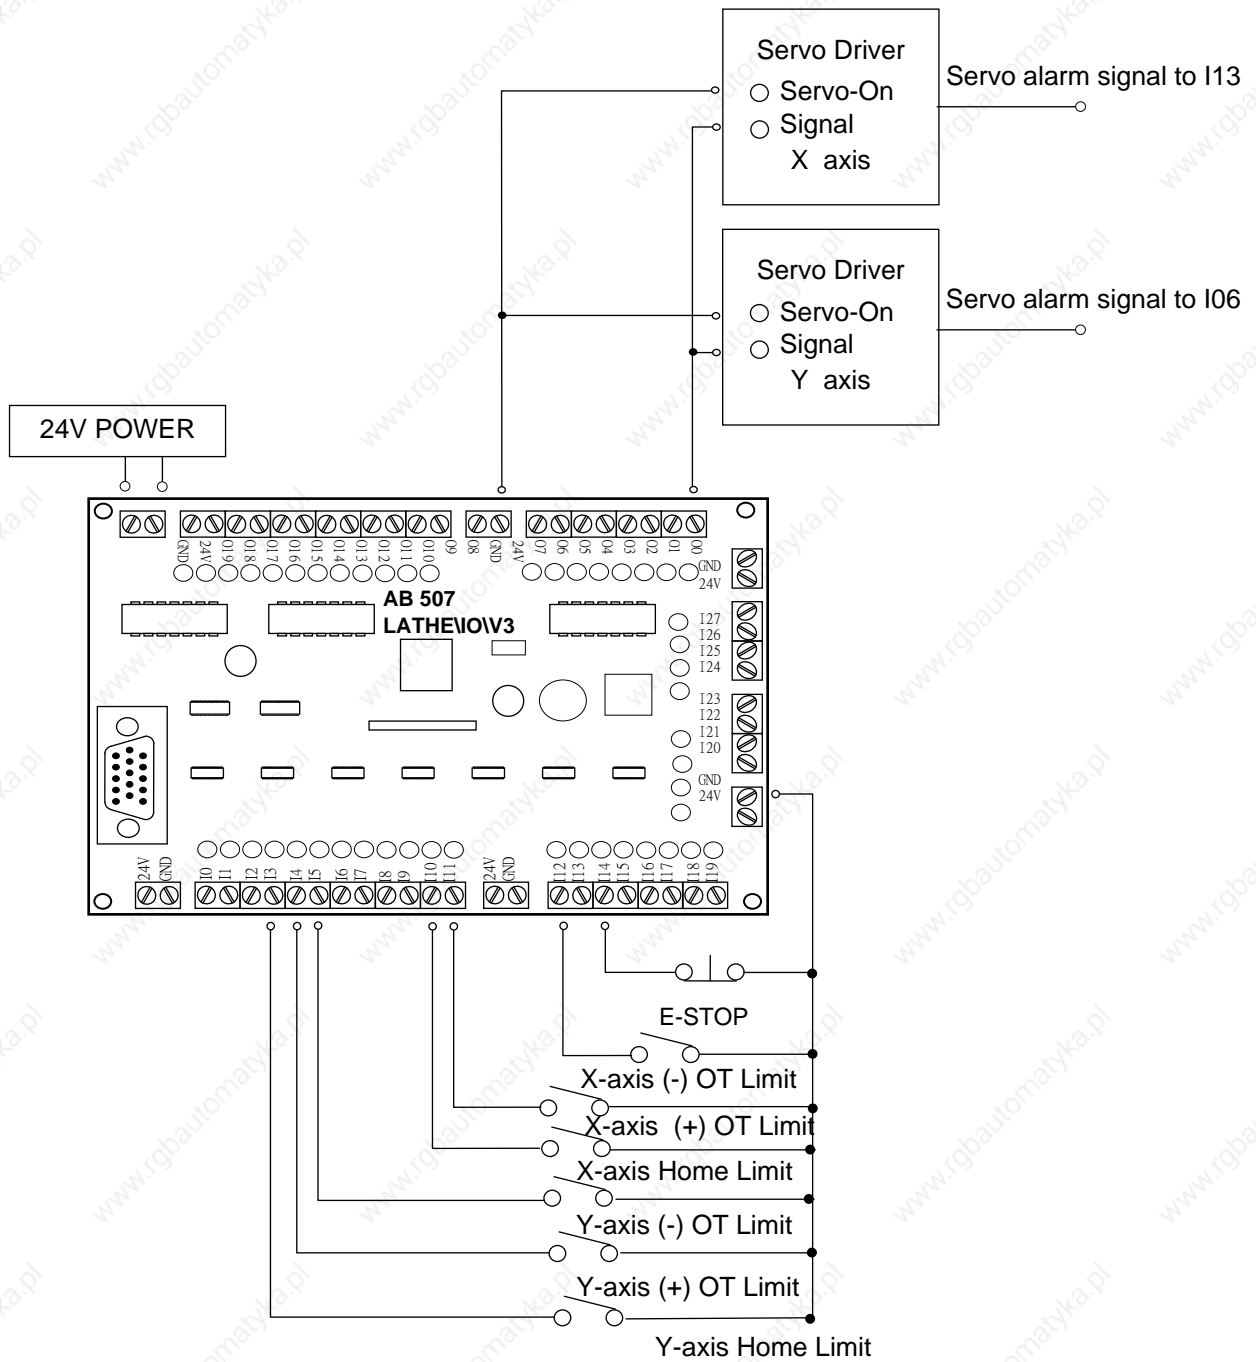 Servo Driver
Servo-On
Signal
X axis
Servo alarm signal to I13
Servo Driver
Servo-On
Signal
Y axis
Servo alarm signal to I06
24V POWER
GND 24V O19 O18 O17 O16 O15 O14 O13 O12 O11 O10 O9 O8 GND 24V O7 O6 O5 O4 O3 O2 O1 O0
GND
24V
AB 507
LATHE\IO\V3
I27
I26
I25
I24
I23
I22
I21
I20
GND
24V
24V GND I0 I1 I2 I3 I4 I5 I6 I7 I8 I9 I10 I11 24V GND I12 I13 I14 I15 I16 I17 I18 I19
E-STOP
X-axis (-) OT Limit
X-axis (+) OT Limit
X-axis Home Limit
Y-axis (-) OT Limit
Y-axis (+) OT Limit
Y-axis Home Limit
www.rgbautomatyka.pl